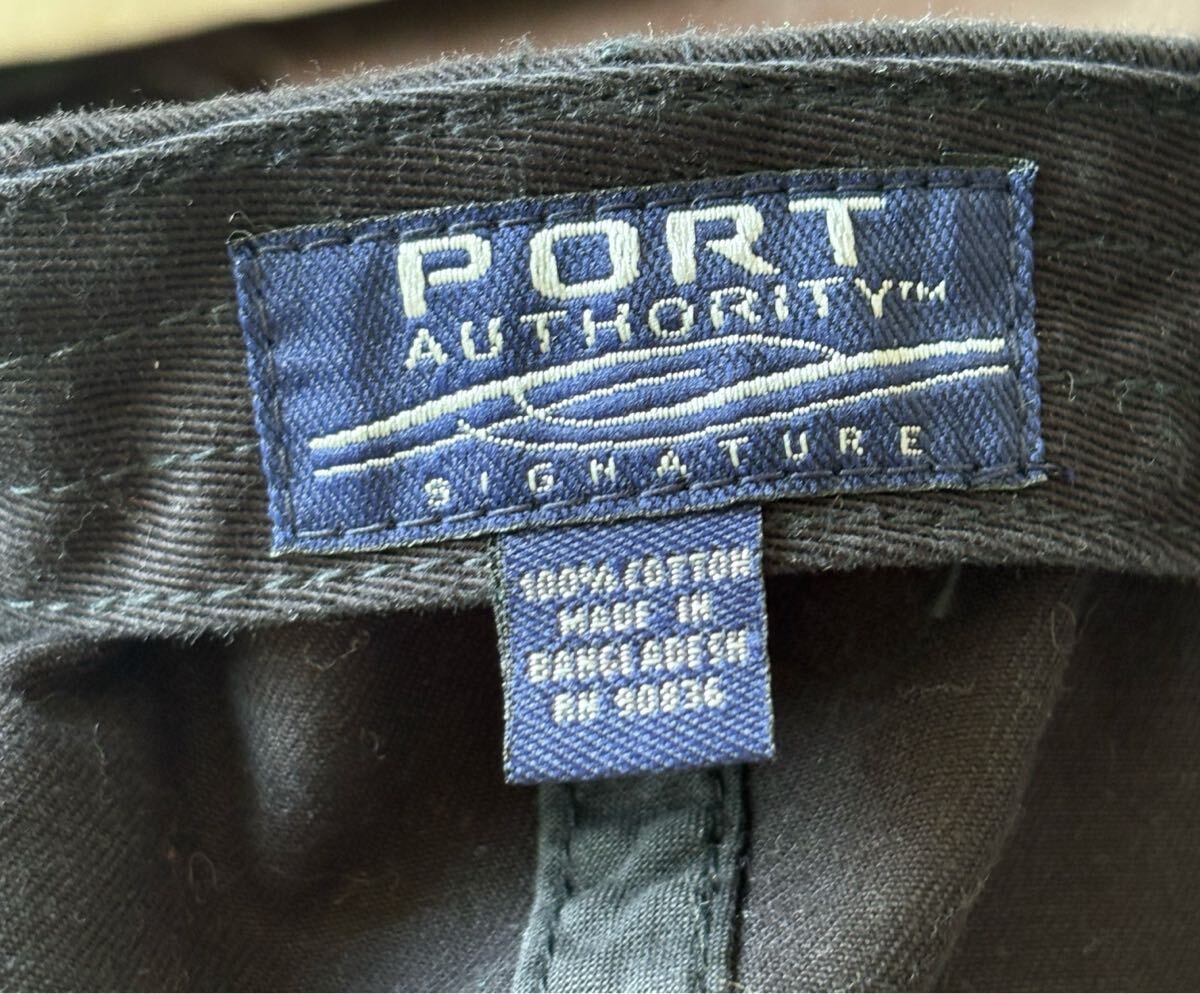 PORT
AUTHORITY™
SIGNATURE
100% COTTON
MADE IN
BANGLADESH
RN 90836